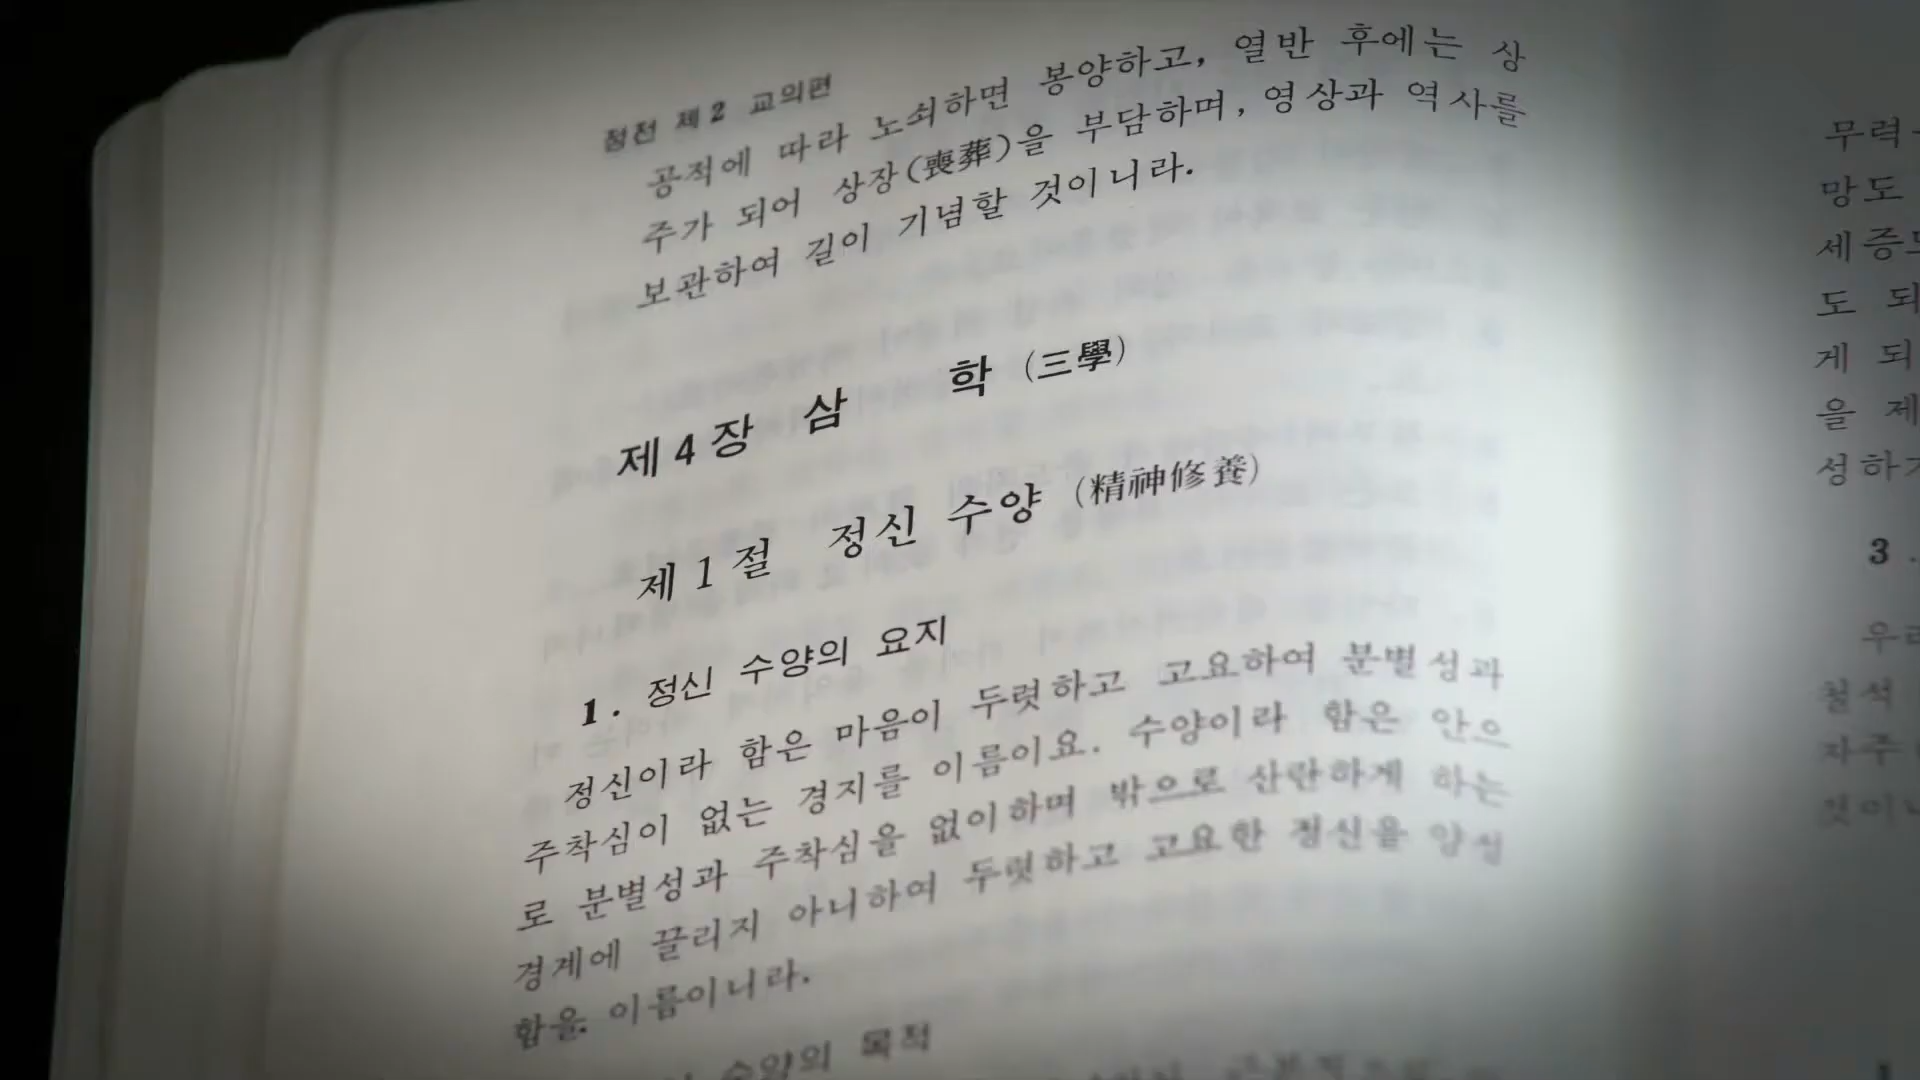 정전 제2 교의편
공적에 따라 노쇠하면 봉양하고, 열반 후에는 상
주가 되어 상장(喪葬)을 부담하며, 영상과 역사를
보관하여 길이 기념할 것이니라.
제4장 삼 학 (三學)
제1절 정신 수양 (精神修養)
1. 정신 수양의 요지
정신이라 함은 마음이 두렷하고 고요하여 분별성과
주착심이 없는 경지를 이름이요. 수양이라 함은 안으
로 분별성과 주착심을 없이하며 밖으로 산란하게 하는
경계에 끌리지 아니하여 두렷하고 고요한 정신을 양성
함을 이름이니라.
수양의 목적
무력
망도
세증
도 되
게 되
을 제
성하
3.
우리
철석
자주
것이니
1